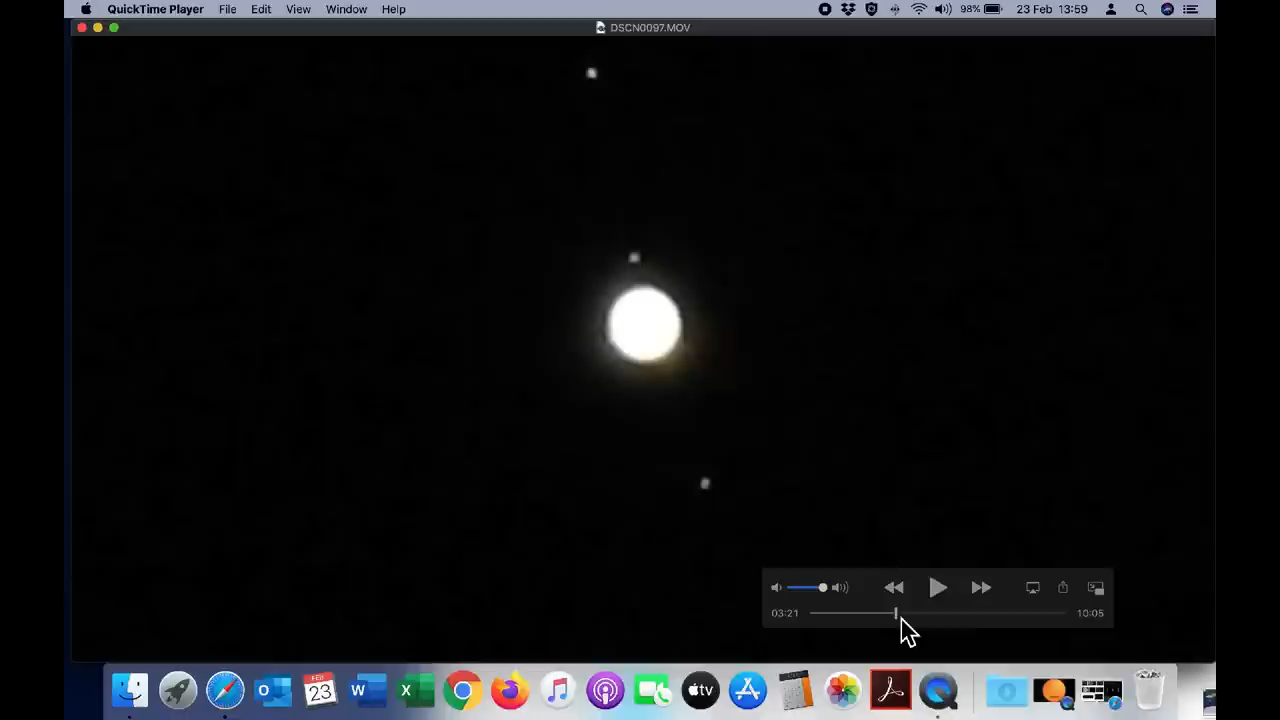 QuickTime Player File Edit View Window Help 98% 23 Feb 13:59
DSCN0097.MOV
03:21 10:05
FEB
23
O
W
X
tv